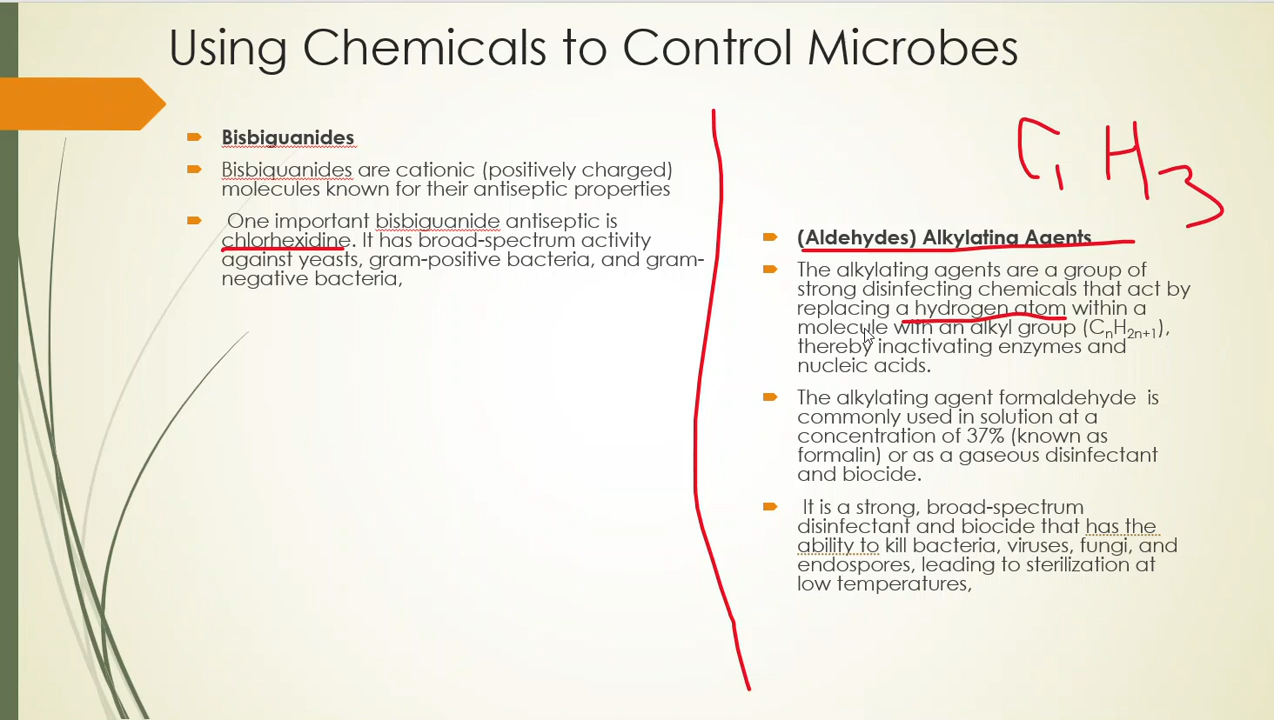 Using Chemicals to Control Microbes
Bisbiguanides
Bisbiguanides are cationic (positively charged)
molecules known for their antiseptic properties
One important bisbiguanide antiseptic is
chlorhexidine. It has broad-spectrum activity
against yeasts, gram-positive bacteria, and gram-
negative bacteria,
C₁ H₃
(Aldehydes) Alkylating Agents
The alkylating agents are a group of
strong disinfecting chemicals that act by
replacing a hydrogen atom within a
molecule with an alkyl group (CₙH₂ₙ₊₁),
thereby inactivating enzymes and
nucleic acids.
The alkylating agent formaldehyde is
commonly used in solution at a
concentration of 37% (known as
formalin) or as a gaseous disinfectant
and biocide.
It is a strong, broad-spectrum
disinfectant and biocide that has the
ability to kill bacteria, viruses, fungi, and
endospores, leading to sterilization at
low temperatures,